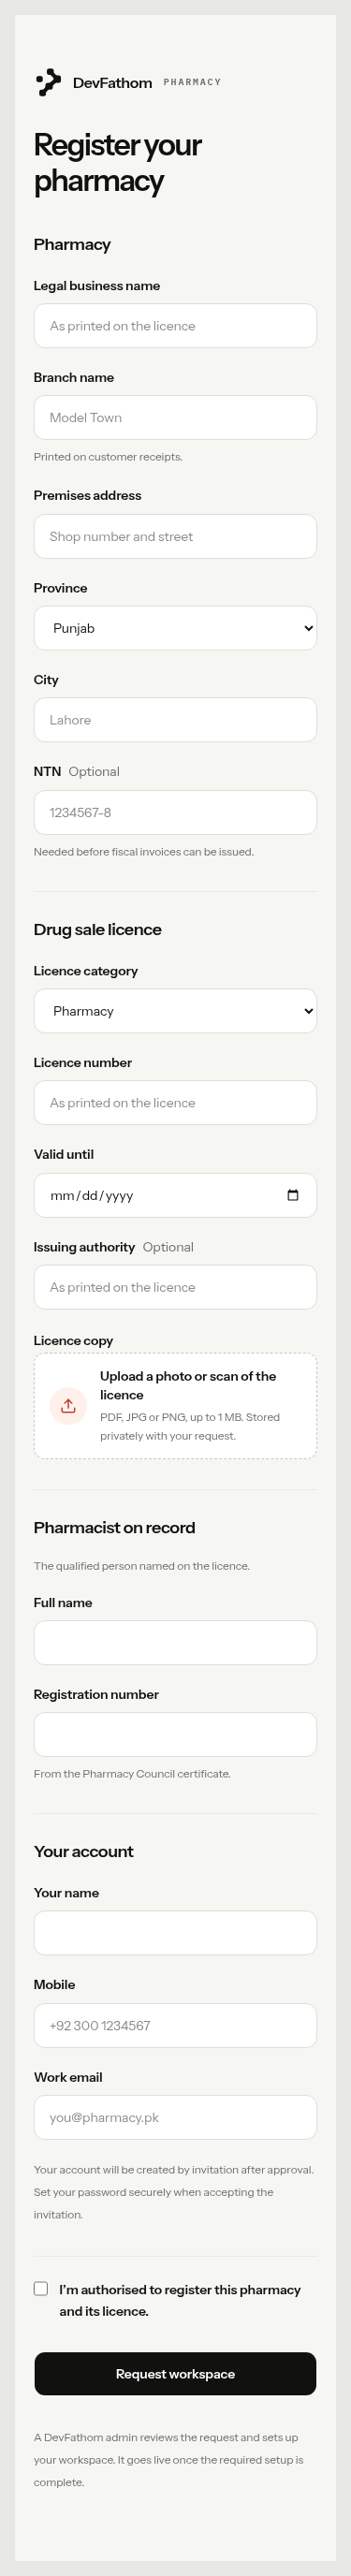 DevFathom PHARMACY
Register your
pharmacy
Pharmacy
Legal business name
As printed on the licence
Branch name
Model Town
Printed on customer receipts.
Premises address
Shop number and street
Province
Punjab
City
Lahore
NTN Optional
1234567-8
Needed before fiscal invoices can be issued.
Drug sale licence
Licence category
Pharmacy
Licence number
As printed on the licence
Valid until
mm/dd/yyyy
Issuing authority Optional
As printed on the licence
Licence copy
Upload a photo or scan of the
licence
PDF, JPG or PNG, up to 1 MB. Stored
privately with your request.
Pharmacist on record
The qualified person named on the licence.
Full name
Registration number
From the Pharmacy Council certificate.
Your account
Your name
Mobile
+92 300 1234567
Work email
you@pharmacy.pk
Your account will be created by invitation after approval.
Set your password securely when accepting the
invitation.
I'm authorised to register this pharmacy
and its licence.
Request workspace
A DevFathom admin reviews the request and sets up
your workspace. It goes live once the required setup is
complete.